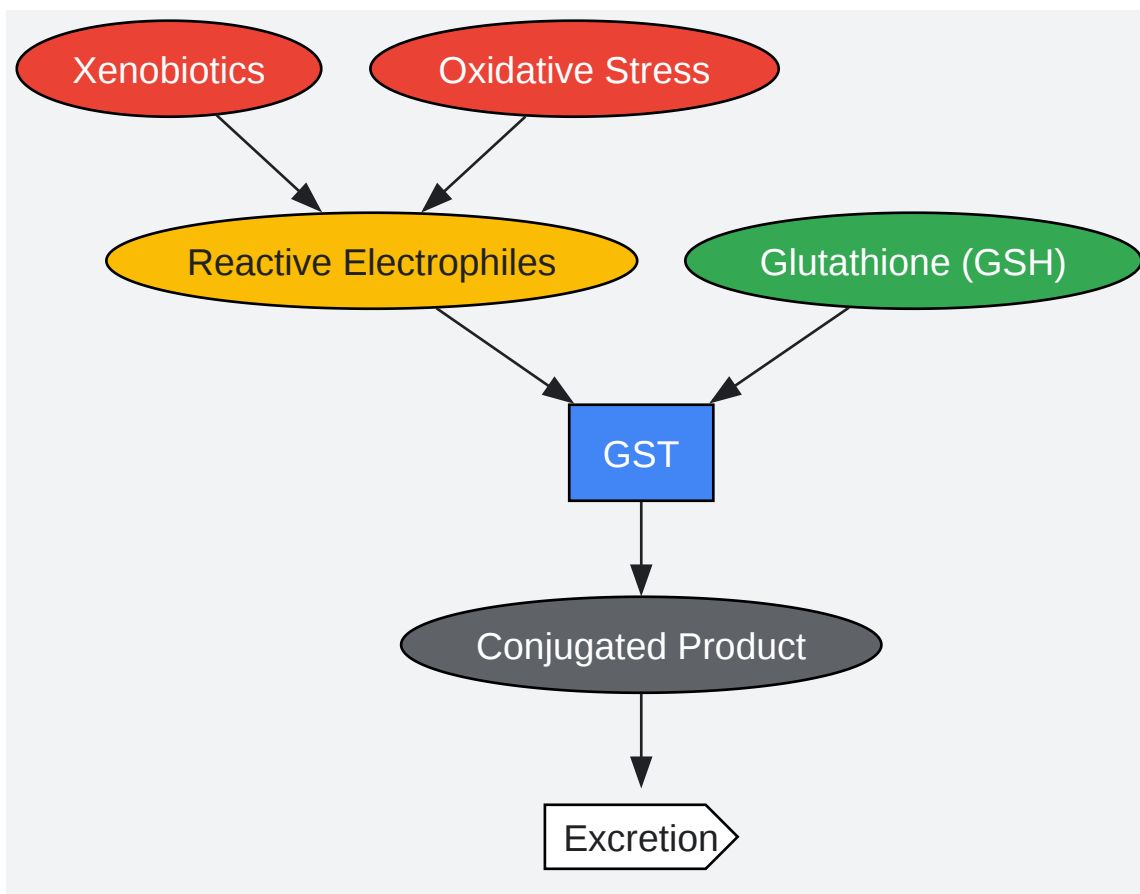 Xenobiotics
Oxidative Stress
Reactive Electrophiles
Glutathione (GSH)
GST
Conjugated Product
Excretion